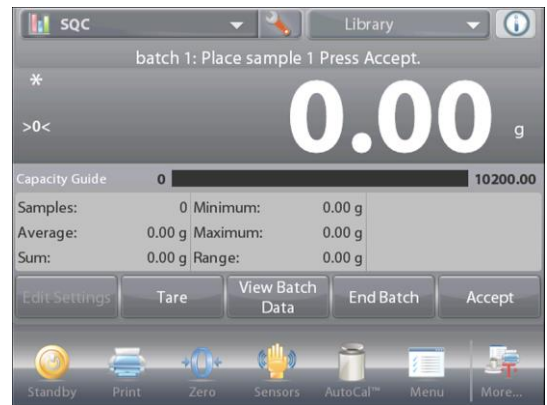 SQC Library
batch 1: Place sample 1 Press Accept.
*
>0< 0.00 g
Capacity Guide 0 10200.00
Samples: 0 Minimum: 0.00 g
Average: 0.00 g Maximum: 0.00 g
Sum: 0.00 g Range: 0.00 g
Edit Settings Tare View Batch Data End Batch Accept
Standby Print Zero Sensors AutoCal™ Menu More...